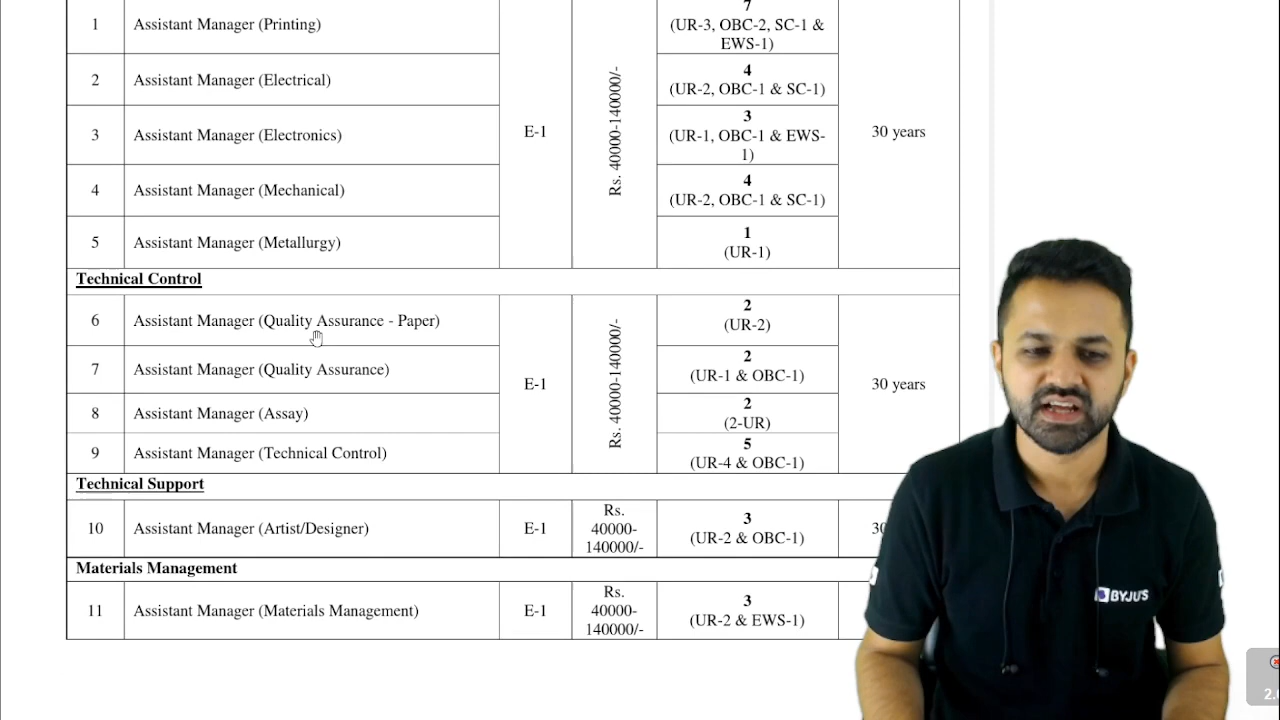 7
1 Assistant Manager (Printing) (UR-3, OBC-2, SC-1 &
EWS-1)
2 Assistant Manager (Electrical) 4
(UR-2, OBC-1 & SC-1)
3 Assistant Manager (Electronics) 3
(UR-1, OBC-1 & EWS-
1)
E-1 Rs. 40000-140000/- 30 years
4 Assistant Manager (Mechanical) 4
(UR-2, OBC-1 & SC-1)
5 Assistant Manager (Metallurgy) 1
(UR-1)
Technical Control
6 Assistant Manager (Quality Assurance - Paper) 2
(UR-2)
7 Assistant Manager (Quality Assurance) 2
(UR-1 & OBC-1)
E-1 Rs. 40000-140000/- 30 years
8 Assistant Manager (Assay) 2
(2-UR)
9 Assistant Manager (Technical Control) 5
(UR-4 & OBC-1)
Technical Support
10 Assistant Manager (Artist/Designer) E-1 Rs.
40000-
140000/- 3
(UR-2 & OBC-1) 30
Materials Management
11 Assistant Manager (Materials Management) E-1 Rs.
40000-
140000/- 3
(UR-2 & EWS-1)
BYJU'S